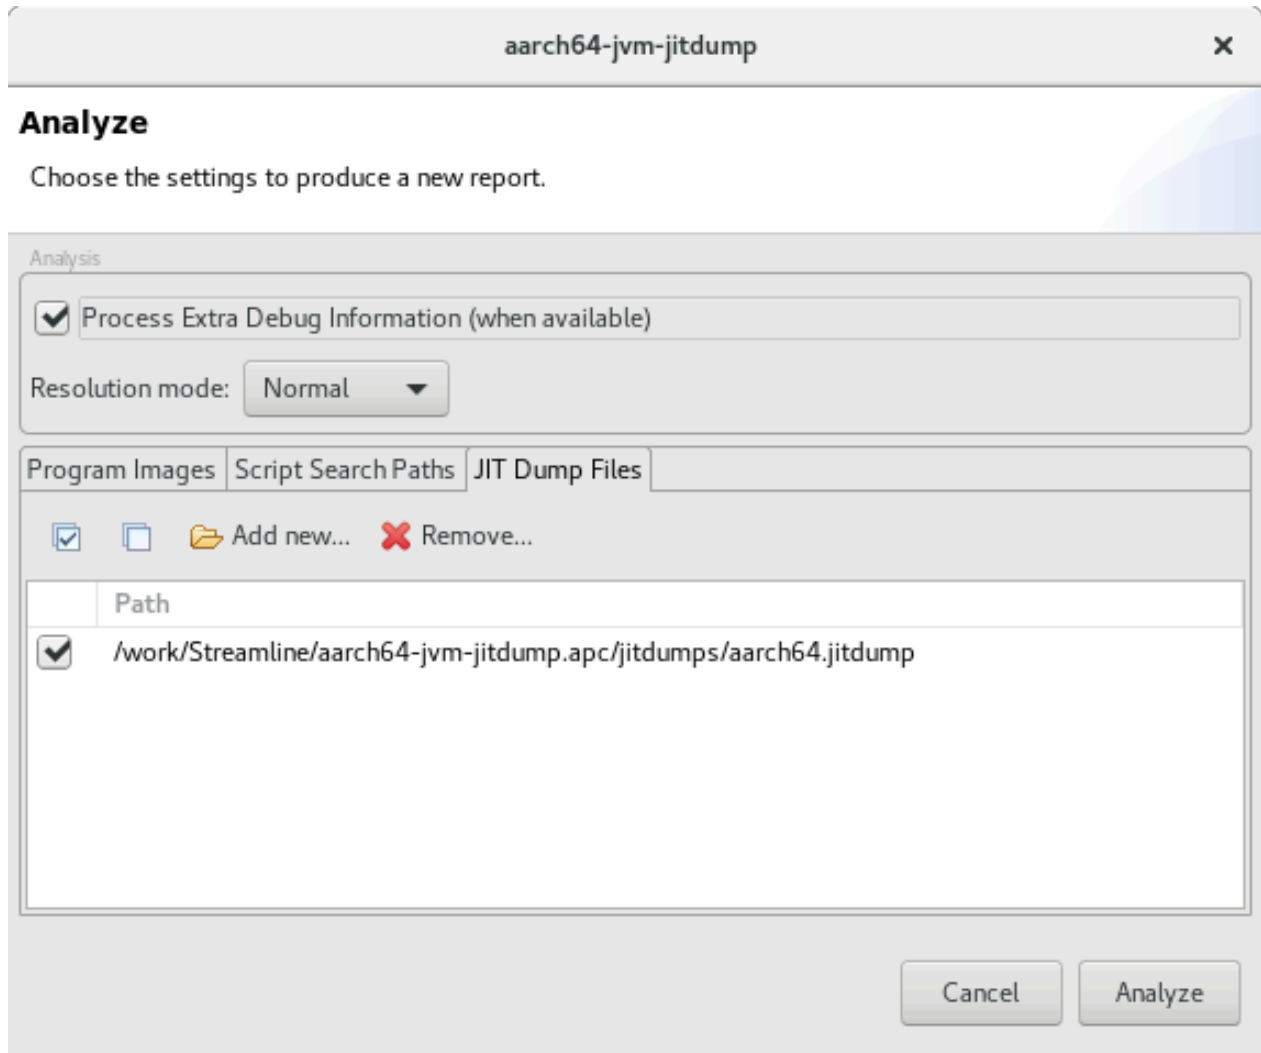 aarch64-jvm-jitdump
Analyze
Choose the settings to produce a new report.
Analysis
Process Extra Debug Information (when available)
Resolution mode: Normal
Program Images Script Search Paths JIT Dump Files
Add new... Remove...
Path
/work/Streamline/aarch64-jvm-jitdump.apc/jitdumps/aarch64.jitdump
Cancel Analyze